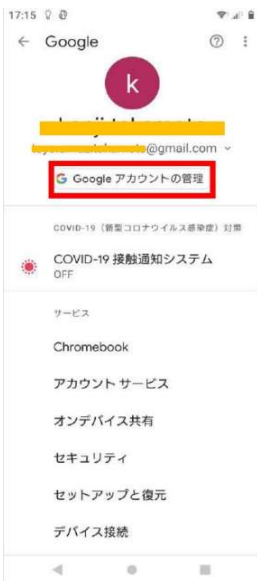 17:15
Google
k
@gmail.com
G Google アカウントの管理
COVID-19（新型コロナウイルス感染症）対策
COVID-19 接触通知システム
OFF
サービス
Chromebook
アカウント サービス
オンデバイス共有
セキュリティ
セットアップと復元
デバイス接続